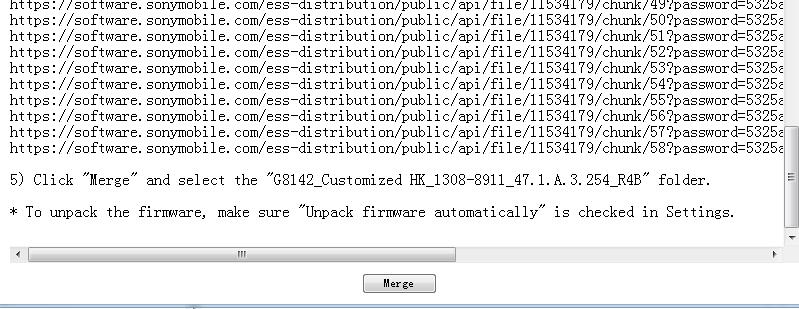 https://software.sonymobile.com/ess-distribution/public/api/file/11534179/chunk/49?password=5325a
https://software.sonymobile.com/ess-distribution/public/api/file/11534179/chunk/50?password=5325a
https://software.sonymobile.com/ess-distribution/public/api/file/11534179/chunk/51?password=5325a
https://software.sonymobile.com/ess-distribution/public/api/file/11534179/chunk/52?password=5325a
https://software.sonymobile.com/ess-distribution/public/api/file/11534179/chunk/53?password=5325a
https://software.sonymobile.com/ess-distribution/public/api/file/11534179/chunk/54?password=5325a
https://software.sonymobile.com/ess-distribution/public/api/file/11534179/chunk/55?password=5325a
https://software.sonymobile.com/ess-distribution/public/api/file/11534179/chunk/56?password=5325a
https://software.sonymobile.com/ess-distribution/public/api/file/11534179/chunk/57?password=5325a
https://software.sonymobile.com/ess-distribution/public/api/file/11534179/chunk/58?password=5325a
5) Click "Merge" and select the "G8142_Customized HK_1308-8911_47.1.A.3.254_R4B" folder.
* To unpack the firmware, make sure "Unpack firmware automatically" is checked in Settings.
Merge